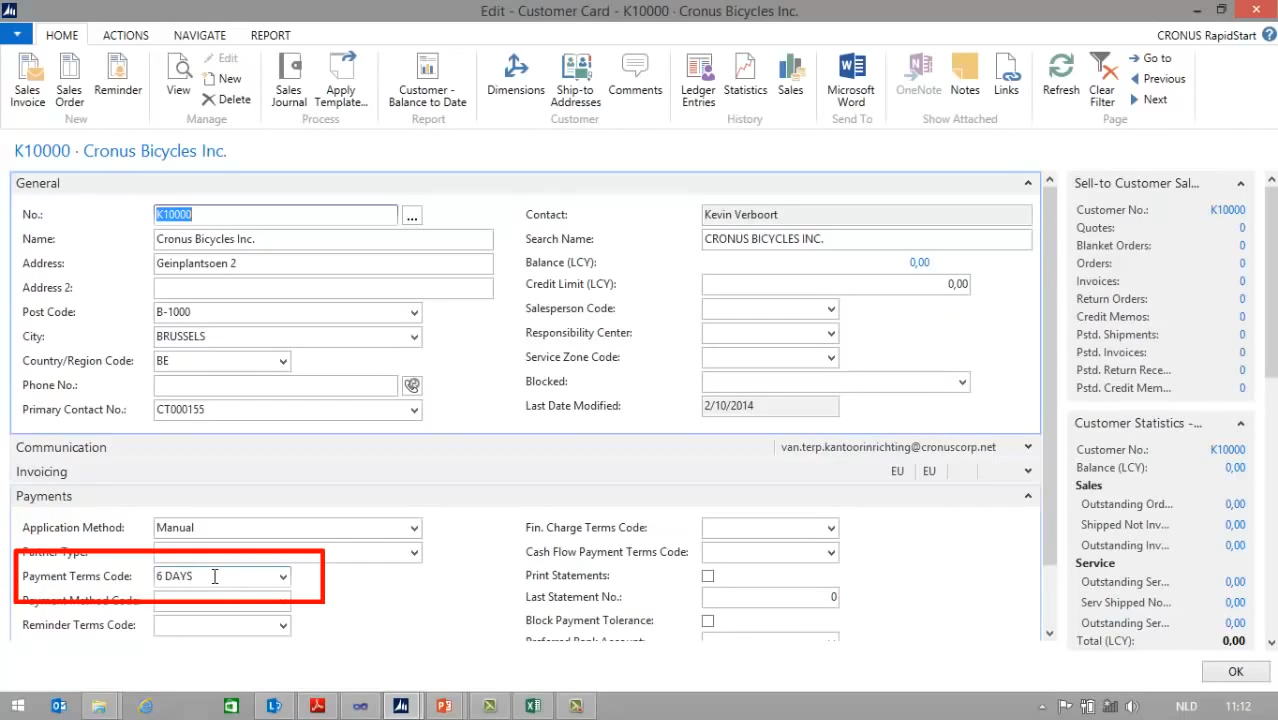 Edit - Customer Card - K10000 · Cronus Bicycles Inc.
HOME ACTIONS NAVIGATE REPORT CRONUS RapidStart
Sales Invoice
Sales Order
Reminder
New
View
Edit
New
Delete
Manage
Sales Journal
Apply Template...
Process
Customer - Balance to Date
Report
Dimensions
Ship-to Addresses
Comments
Customer
Ledger Entries
Statistics
Sales
History
Microsoft Word
Send To
OneNote
Notes
Links
Show Attached
Refresh
Clear Filter
Go to
Previous
Next
Page
K10000 · Cronus Bicycles Inc.
General
No.: K10000 ...
Name: Cronus Bicycles Inc.
Address: Geinplantsoen 2
Address 2:
Post Code: B-1000
City: BRUSSELS
Country/Region Code: BE
Phone No.:
Primary Contact No.: CT000155
Contact: Kevin Verboort
Search Name: CRONUS BICYCLES INC.
Balance (LCY): 0,00
Credit Limit (LCY): 0,00
Salesperson Code:
Responsibility Center:
Service Zone Code:
Blocked:
Last Date Modified: 2/10/2014
Communication van.terp.kantoorinrichting@cronuscorp.net
Invoicing EU EU
Payments
Application Method: Manual
Partner Type:
Payment Terms Code: 6 DAYS
Payment Method Code:
Reminder Terms Code:
Fin. Charge Terms Code:
Cash Flow Payment Terms Code:
Print Statements:
Last Statement No.: 0
Block Payment Tolerance:
Preferred Bank Account:
Sell-to Customer Sal...
Customer No.: K10000
Quotes: 0
Blanket Orders: 0
Orders: 0
Invoices: 0
Return Orders: 0
Credit Memos: 0
Pstd. Shipments: 0
Pstd. Invoices: 0
Pstd. Return Rece... 0
Pstd. Credit Mem... 0
Customer Statistics -...
Customer No.: K10000
Balance (LCY): 0,00
Sales
Outstanding Ord... 0,00
Shipped Not Inv... 0,00
Outstanding Inv... 0,00
Service
Outstanding Ser... 0,00
Serv Shipped No... 0,00
Outstanding Ser... 0,00
Total (LCY): 0,00
OK
NLD 11:12